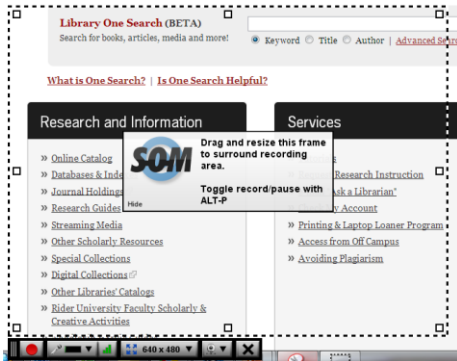 Library One Search (BETA)
Search for books, articles, media and more!
Keyword Title Author | Advanced
What is One Search? | Is One Search Helpful?
Research and Information
Services
SOM
Drag and resize this frame
to surround recording
area.
Toggle record/pause with
ALT-P
Hide
» Online Catalog
» Databases &
» Journal Holdings
» Research Guides
» Streaming Media
» Other Scholarly Resources
» Special Collections
» Digital Collections
» Other Libraries' Catalogs
» Rider University Faculty Scholarly &
Creative Activities
Research Instruction
Ask a Librarian"
My Account
» Printing & Laptop Loaner Program
» Access from Off Campus
» Avoiding Plagiarism
640 x 480